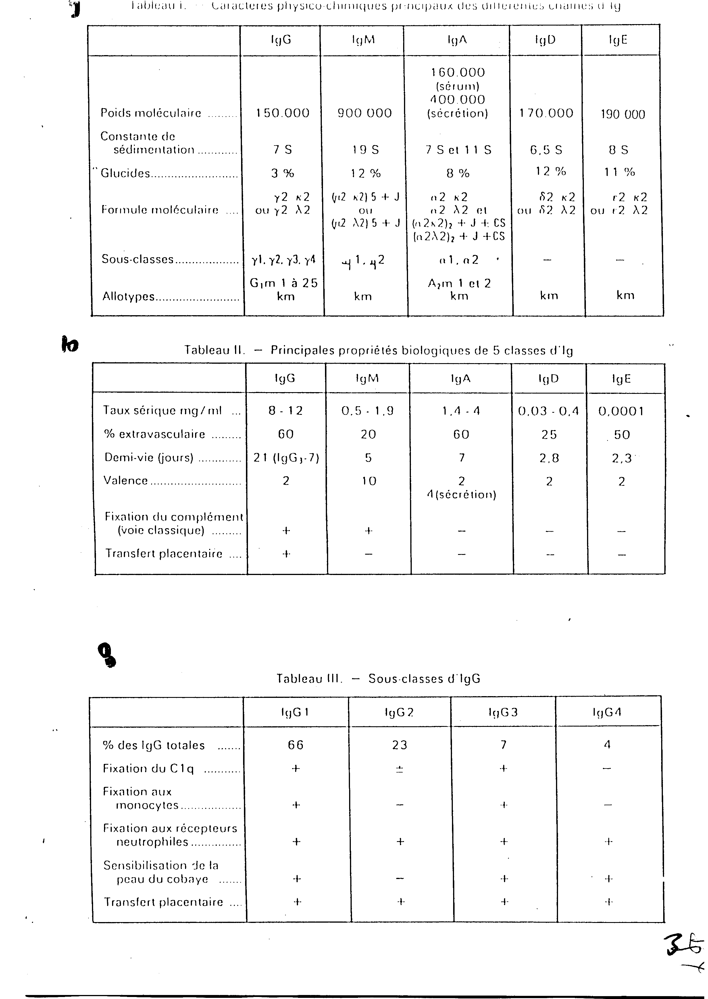 Tableau I. — Caractères physico-chimiques principaux des différentes chaînes d'Ig
IgG IgM IgA IgD IgE
160.000
(sérum)
400.000
Poids moléculaire ......... 150.000 900 000 (sécrétion) 170.000 190 000
Constante de
sédimentation ............ 7 S 19 S 7 S et 11 S 6,5 S 8 S
Glucides.......................... 3 % 12 % 8 % 12 % 11 %
γ2 κ2 (μ2 κ2) 5 + J α2 κ2 δ2 κ2 ε2 κ2
Formule moléculaire .... ou γ2 λ2 ou α2 λ2 et ou δ2 λ2 ou ε2 λ2
(μ2 λ2) 5 + J (α2κ2)₂ + J + CS
(α2λ2)₂ + J + CS
Sous-classes................... γ1, γ2, γ3, γ4 μ1, μ2 α1, α2 — —
G₁m 1 à 25 A₂m 1 et 2
Allotypes......................... km km km km km
10
Tableau II. — Principales propriétés biologiques de 5 classes d'Ig
IgG IgM IgA IgD IgE
Taux sérique mg/ml ... 8 - 12 0,5 - 1,9 1,4 - 4 0,03 - 0,4 0,0001
% extravasculaire ......... 60 20 60 25 50
Demi-vie (jours) ............. 21 (IgG₃-7) 5 7 2,8 2,3
Valence........................... 2 10 2 2 2
4 (sécrétion)
Fixation du complément
(voie classique) ......... + + — — —
Transfert placentaire .... + — — — —
Tableau III. — Sous-classes d'IgG
IgG1 IgG2 IgG3 IgG4
% des IgG totales ....... 66 23 7 4
Fixation du C1q ........... + ± + —
Fixation aux
monocytes.................. + — + —
Fixation aux récepteurs
neutrophiles............... + + + +
Sensibilisation de la
peau du cobaye ....... + — + +
Transfert placentaire .... + + + +
35